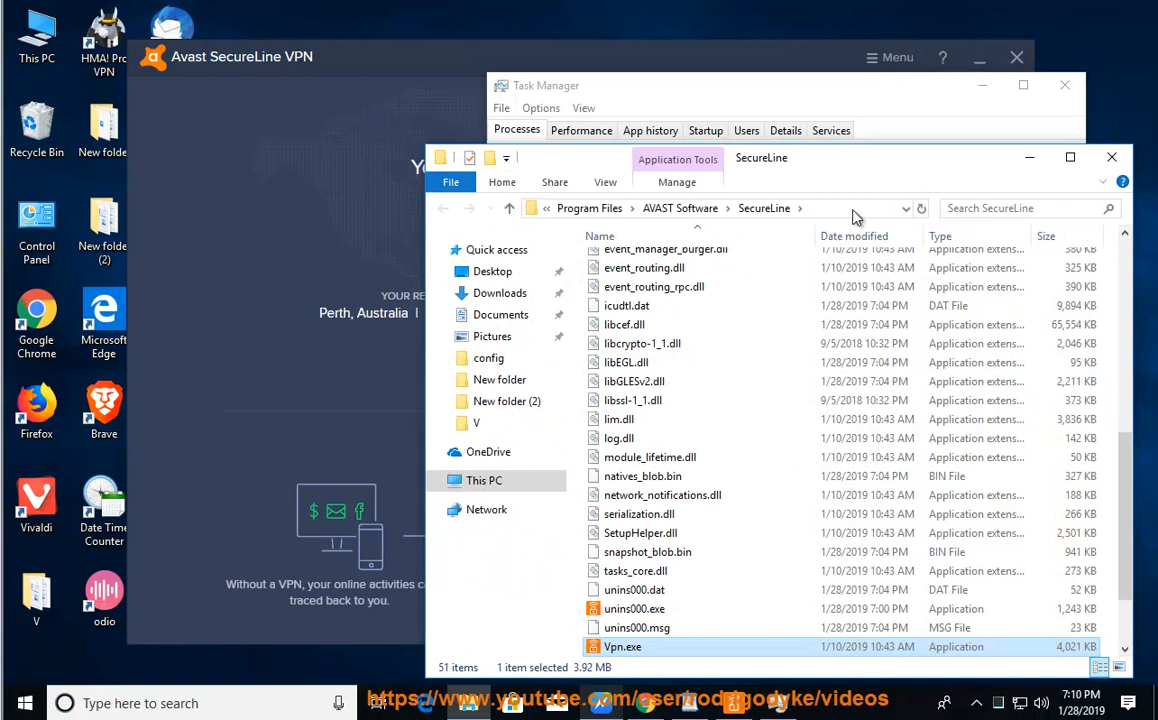 This PC
HMA! Pro
VPN
Recycle Bin
New folde
Control
Panel
New folde
(2)
Google
Chrome
Microsoft
Edge
Firefox
Brave
Vivaldi
Date Time
Counter
V
odio
Avast SecureLine VPN
Menu
?
Perth, Australia
Without a VPN, your online activities
traced back to you.
Task Manager
File Options View
Processes Performance App history Startup Users Details Services
Application Tools
SecureLine
File Home Share View Manage
« Program Files > AVAST Software > SecureLine >
Search SecureLine
Quick access
Desktop
Downloads
Documents
Pictures
config
New folder
New folder (2)
V
OneDrive
This PC
Network
Name Date modified Type Size
event_manager_burger.dll 1/10/2019 10:43 AM Application extens... 380 KB
event_routing.dll 1/10/2019 10:43 AM Application extens... 325 KB
event_routing_rpc.dll 1/10/2019 10:43 AM Application extens... 390 KB
icudtl.dat 1/28/2019 7:04 PM DAT File 9,894 KB
libcef.dll 1/28/2019 7:04 PM Application extens... 65,554 KB
libcrypto-1_1.dll 9/5/2018 10:32 PM Application extens... 2,046 KB
libEGL.dll 1/28/2019 7:04 PM Application extens... 95 KB
libGLESv2.dll 1/28/2019 7:04 PM Application extens... 2,211 KB
libssl-1_1.dll 9/5/2018 10:32 PM Application extens... 373 KB
lim.dll 1/10/2019 10:43 AM Application extens... 3,836 KB
log.dll 1/10/2019 10:43 AM Application extens... 142 KB
module_lifetime.dll 1/10/2019 10:43 AM Application extens... 204 KB
natives_blob.bin 1/28/2019 7:04 PM BIN File 327 KB
network_notifications.dll 1/10/2019 10:43 AM Application extens... 188 KB
serialization.dll 1/10/2019 10:43 AM Application extens... 266 KB
SetupHelper.dll 1/10/2019 10:43 AM Application extens... 2,501 KB
snapshot_blob.bin 1/28/2019 7:04 PM BIN File 941 KB
tasks_core.dll 1/10/2019 10:43 AM Application extens... 273 KB
unins000.dat 1/28/2019 7:04 PM DAT File 52 KB
unins000.exe 1/28/2019 7:00 PM Application 1,243 KB
unins000.msg 1/28/2019 7:04 PM MSG File 23 KB
Vpn.exe 1/10/2019 10:43 AM Application 4,021 KB
51 items 1 item selected 3.92 MB
Type here to search
7:10 PM
1/28/2019